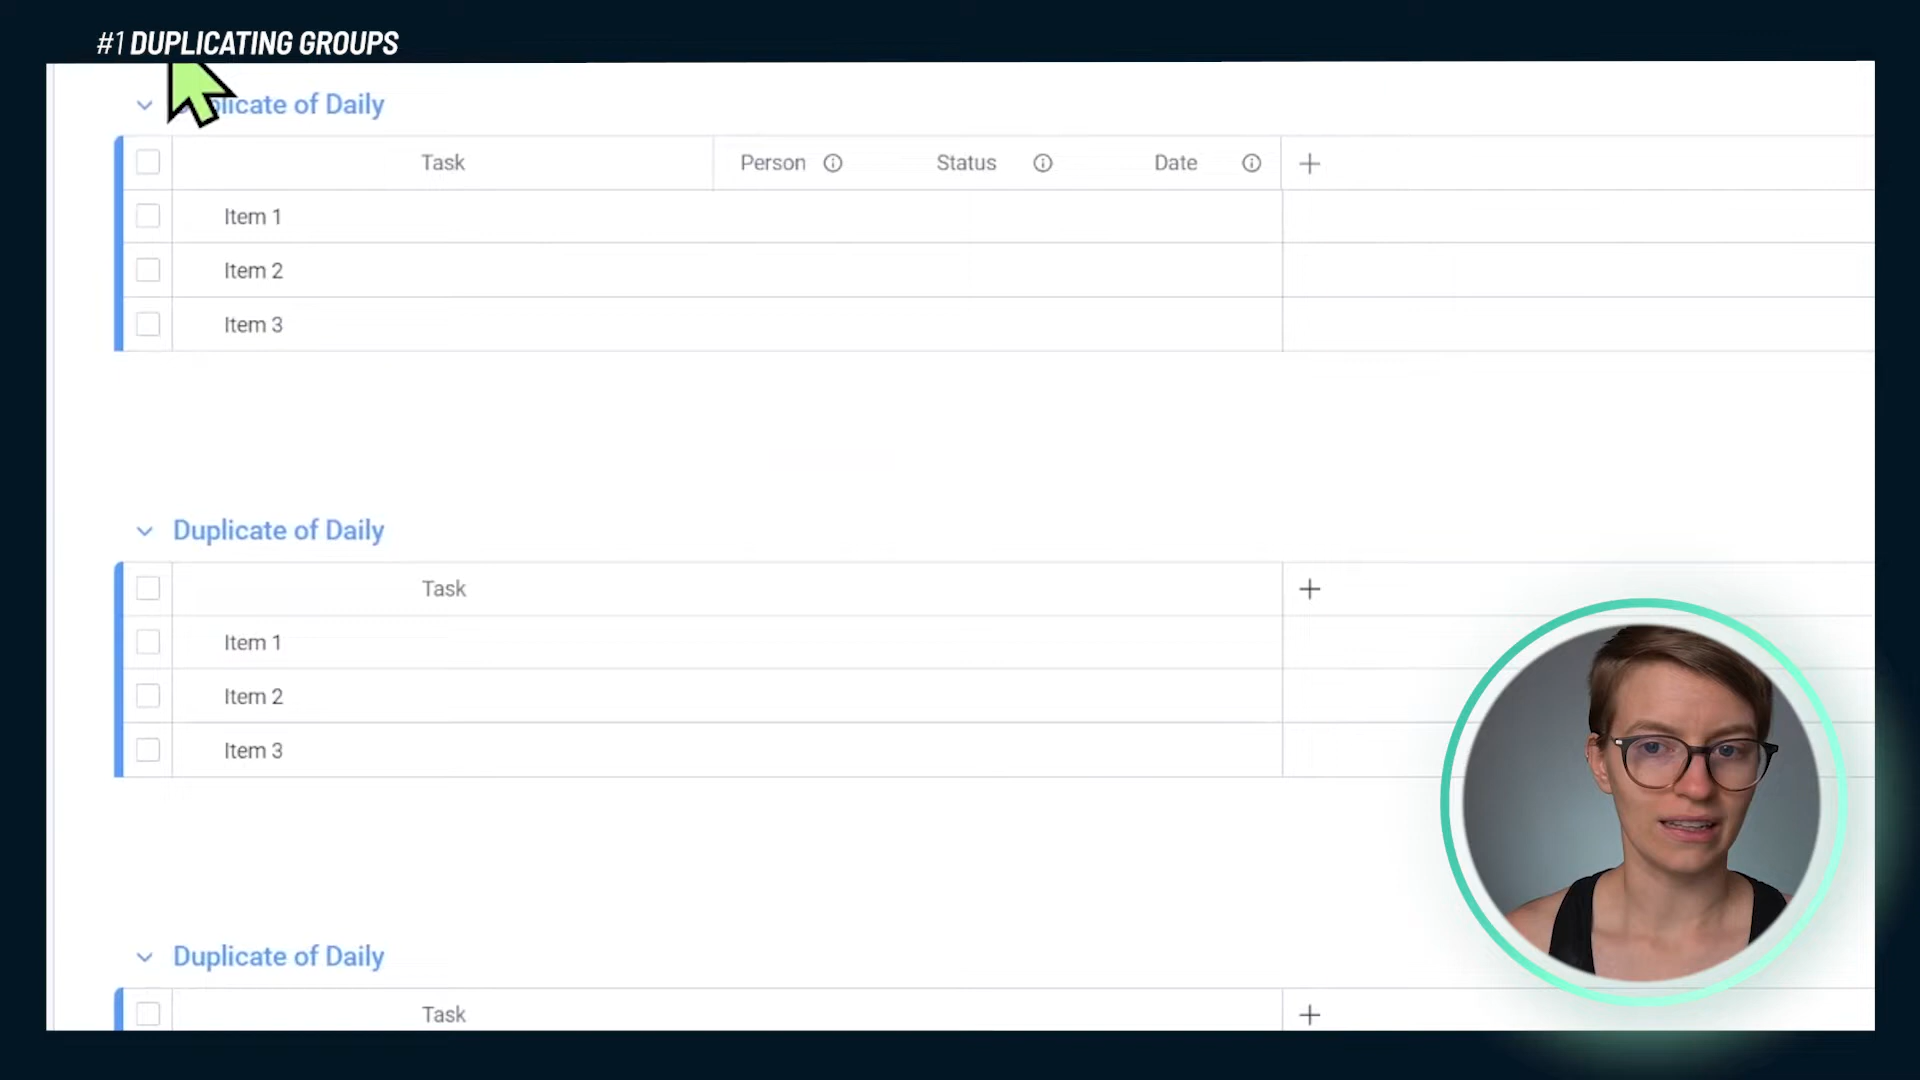 #1 DUPLICATING GROUPS
plicate of Daily
Task Person Status Date
Item 1
Item 2
Item 3
Duplicate of Daily
Task
Item 1
Item 2
Item 3
Duplicate of Daily
Task